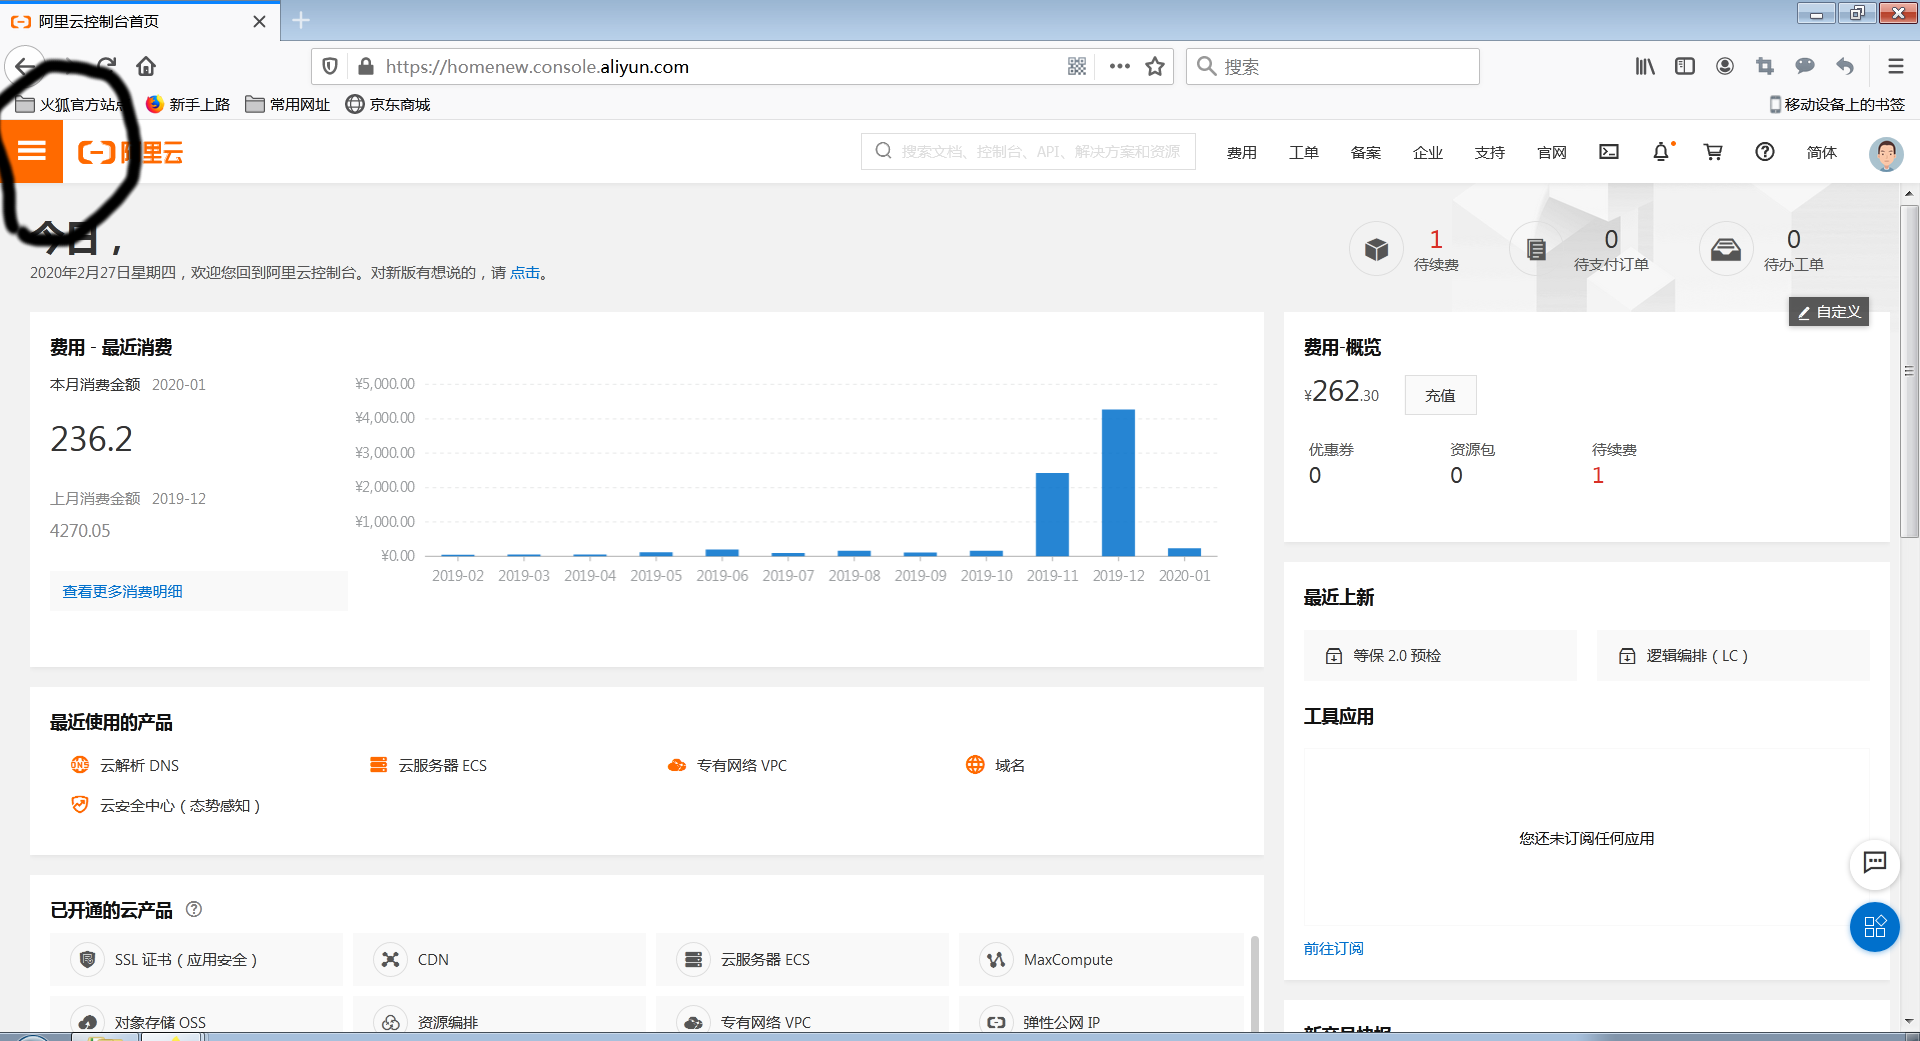 阿里云控制台首页
https://homenew.console.aliyun.com
搜索
火狐官方站点 新手上路 常用网址 京东商城 移动设备上的书签
阿里云 搜索文档、控制台、API、解决方案和资源 费用 工单 备案 企业 支持 官网 简体
今日，
2020年2月27日星期四，欢迎您回到阿里云控制台。对新版有想说的，请 点击。
1
待续费
0
待支付订单
0
待办工单
自定义
费用 - 最近消费
本月消费金额 2020-01
236.2
上月消费金额 2019-12
4270.05
查看更多消费明细
¥5,000.00
¥4,000.00
¥3,000.00
¥2,000.00
¥1,000.00
¥0.00
2019-02 2019-03 2019-04 2019-05 2019-06 2019-07 2019-08 2019-09 2019-10 2019-11 2019-12 2020-01
费用-概览
¥262.30 充值
优惠券 资源包 待续费
0 0 1
最近上新
等保 2.0 预检 逻辑编排（LC）
工具应用
您还未订阅任何应用
前往订阅
最近使用的产品
DNS 云解析 DNS 云服务器 ECS 专有网络 VPC 域名
云安全中心（态势感知）
已开通的云产品
SSL 证书（应用安全） CDN 云服务器 ECS MaxCompute
对象存储 OSS 资源编排 专有网络 VPC 弹性公网 IP